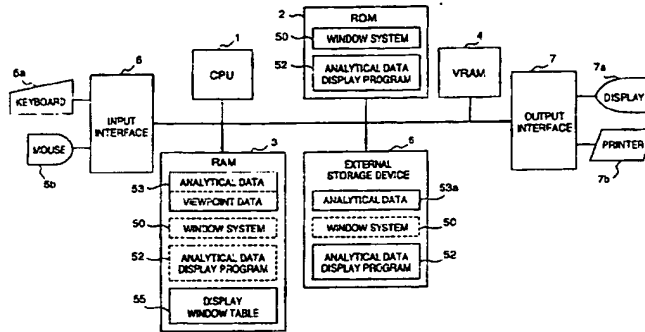 2
ROM
50
WINDOW SYSTEM
52
ANALYTICAL DATA
DISPLAY PROGRAM
1
CPU
4
VRAM
6
INPUT
INTERFACE
6a
KEYBOARD
MOUSE
6b
7
OUTPUT
INTERFACE
7a
DISPLAY
PRINTER
7b
3
RAM
53
ANALYTICAL DATA
VIEWPOINT DATA
50
WINDOW SYSTEM
52
ANALYTICAL DATA
DISPLAY PROGRAM
55
DISPLAY
WINDOW TABLE
5
EXTERNAL
STORAGE DEVICE
ANALYTICAL DATA
53a
WINDOW SYSTEM
50
ANALYTICAL DATA
DISPLAY PROGRAM
52